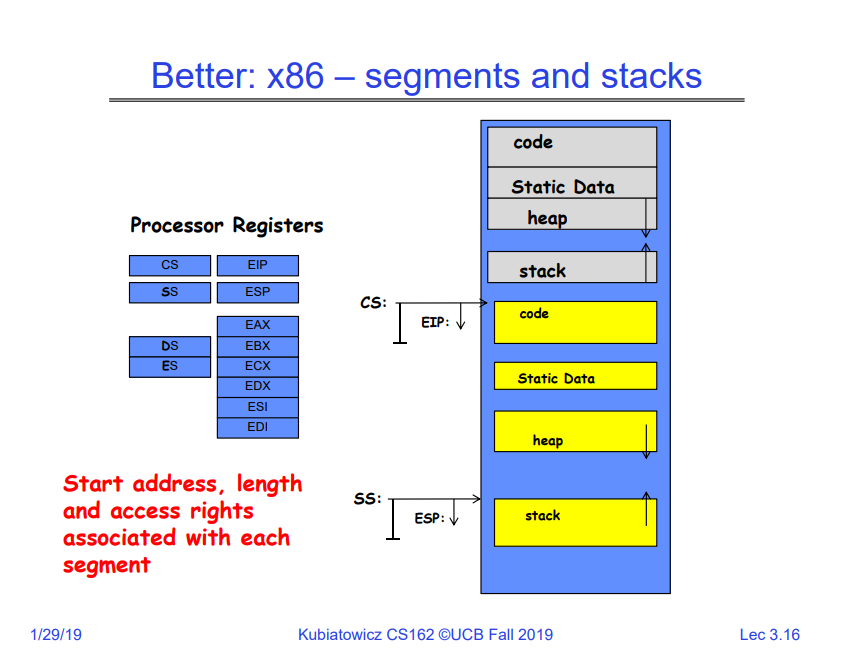 Better: x86 – segments and stacks
code
Static Data
heap
stack
Processor Registers
CS EIP
SS ESP
EAX
DS EBX
ES ECX
EDX
ESI
EDI
CS:
EIP:
code
Static Data
heap
SS:
ESP:
stack
Start address, length
and access rights
associated with each
segment
1/29/19 Kubiatowicz CS162 ©UCB Fall 2019 Lec 3.16